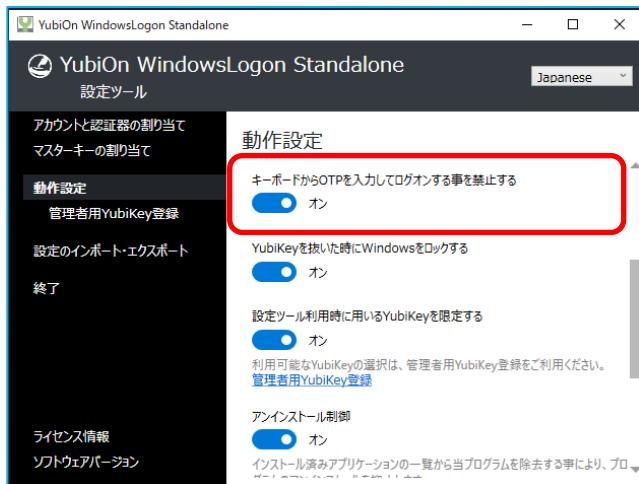 YubiOn WindowsLogon Standalone
YubiOn WindowsLogon Standalone
設定ツール
Japanese
アカウントと認証器の割り当て
マスターキーの割り当て
動作設定
管理者用YubiKey登録
設定のインポート・エクスポート
終了
ライセンス情報
ソフトウェアバージョン
動作設定
キーボードからOTPを入力してログオンする事を禁止する
オン
YubiKeyを抜いた時にWindowsをロックする
オン
設定ツール利用時に用いるYubiKeyを限定する
オン
利用可能なYubiKeyの選択は、管理者用YubiKey登録をご利用ください。
管理者用YubiKey登録
アンインストール制御
オン
インストール済みアプリケーションの一覧から当プログラムを除去する事により、プロ